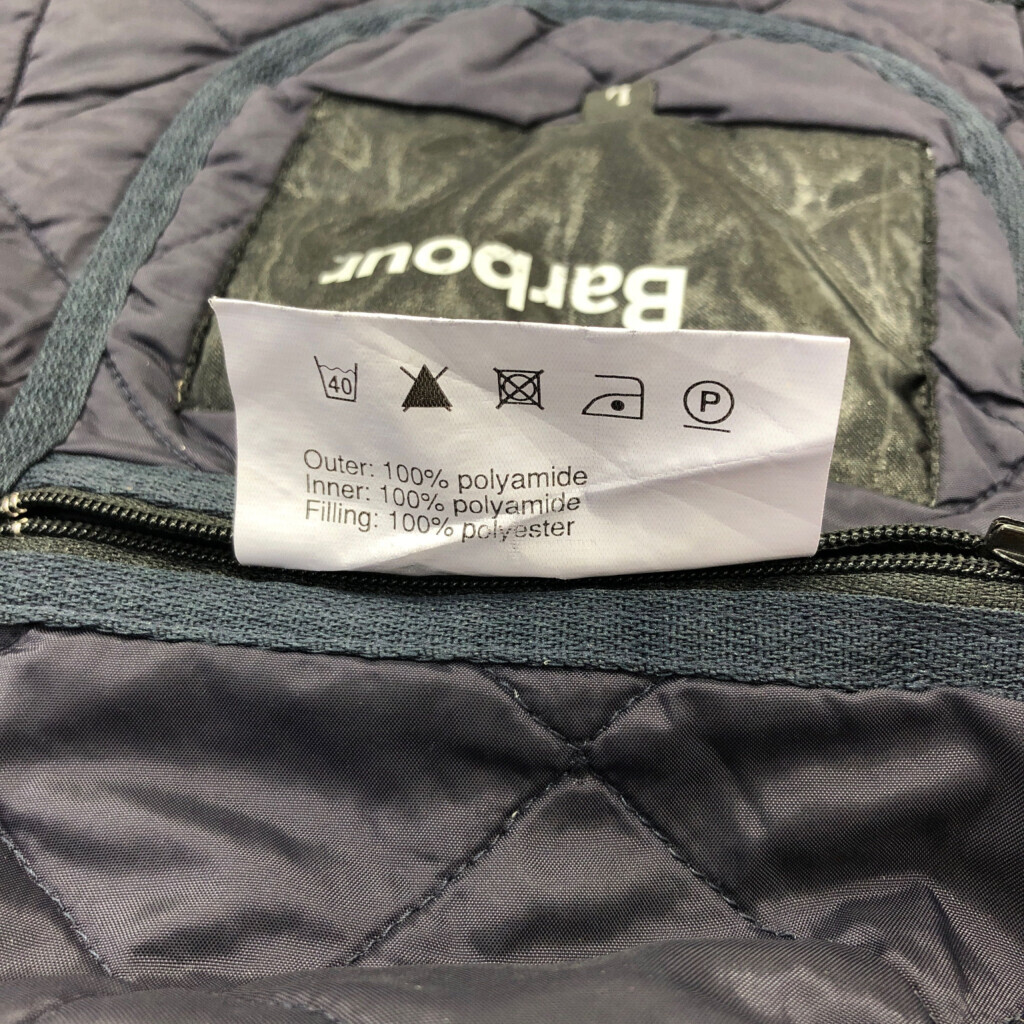 Barbour
40
P
Outer: 100% polyamide
Inner: 100% polyamide
Filling: 100% polyester